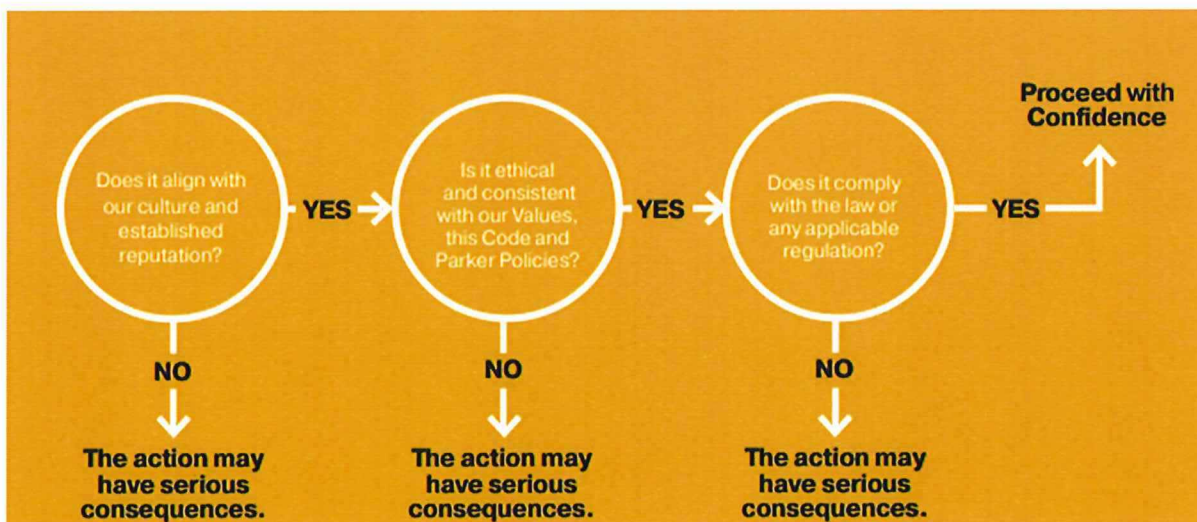 Does it align with
our culture and
established
reputation?
YES
Is it ethical
and consistent
with our Values,
this Code and
Parker Policies?
YES
Does it comply
with the law or
any applicable
regulation?
YES
Proceed with
Confidence
NO
The action may
have serious
consequences.
NO
The action may
have serious
consequences.
NO
The action may
have serious
consequences.